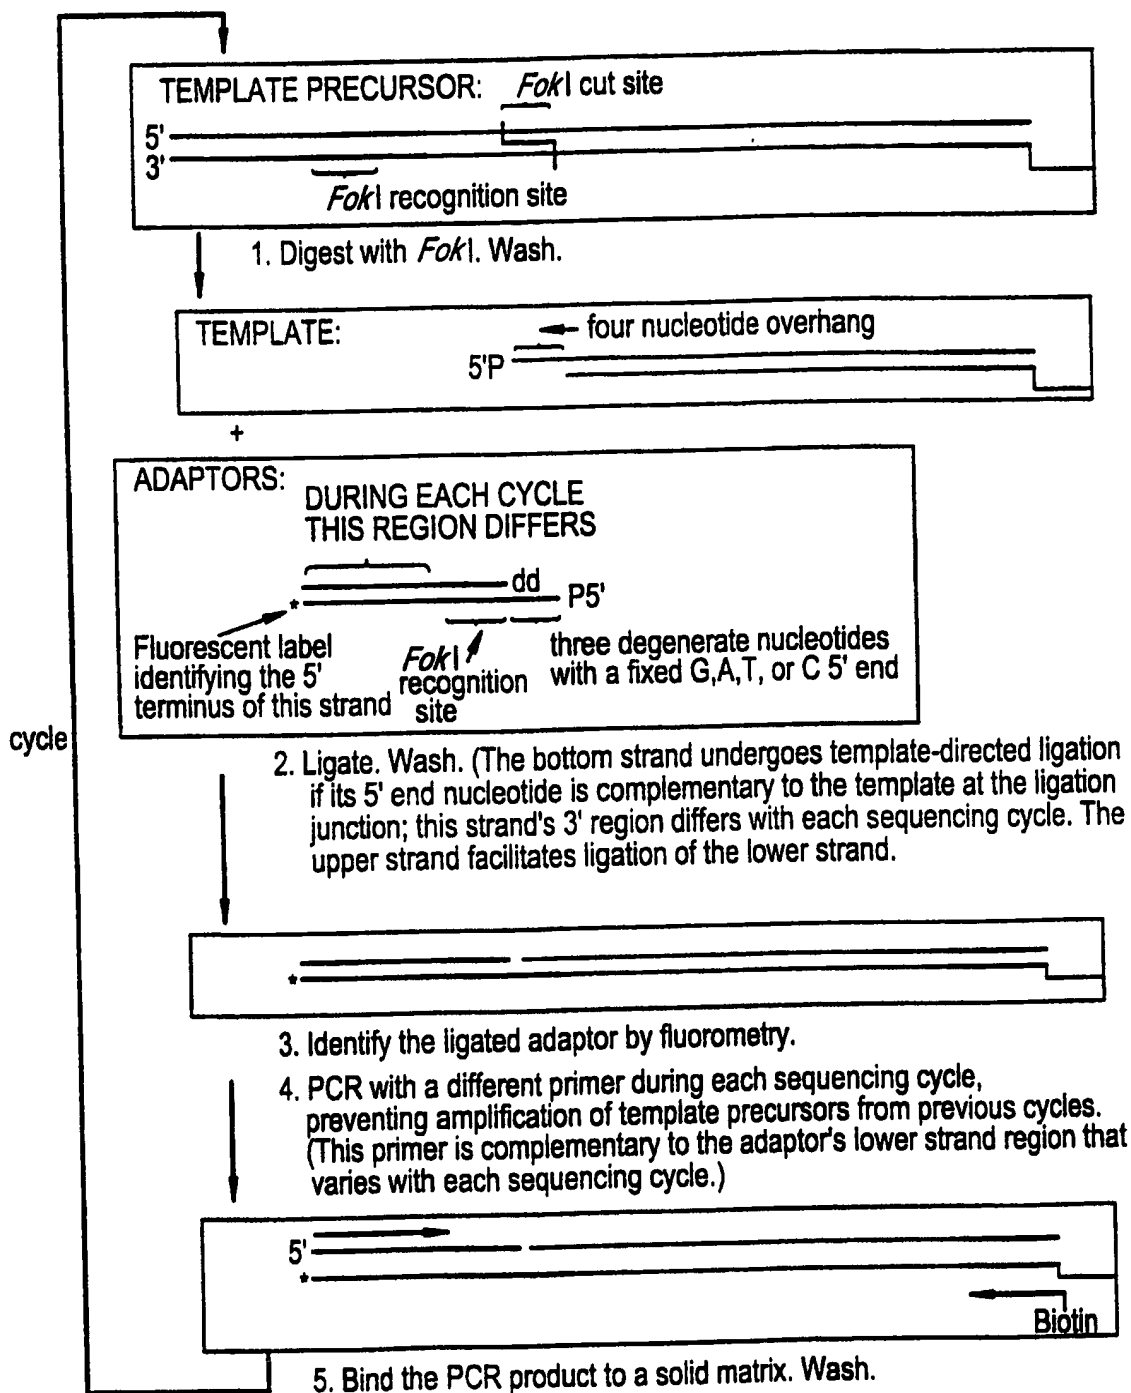 TEMPLATE PRECURSOR: FokI cut site
5'
3'
FokI recognition site
1. Digest with FokI. Wash.
TEMPLATE:
four nucleotide overhang
5'P
+
ADAPTORS:
DURING EACH CYCLE
THIS REGION DIFFERS
dd
* P5'
Fluorescent label
identifying the 5'
terminus of this strand
FokI
recognition
site
three degenerate nucleotides
with a fixed G,A,T, or C 5' end
cycle
2. Ligate. Wash. (The bottom strand undergoes template-directed ligation
if its 5' end nucleotide is complementary to the template at the ligation
junction; this strand's 3' region differs with each sequencing cycle. The
upper strand facilitates ligation of the lower strand.
*
3. Identify the ligated adaptor by fluorometry.
4. PCR with a different primer during each sequencing cycle,
preventing amplification of template precursors from previous cycles.
(This primer is complementary to the adaptor's lower strand region that
varies with each sequencing cycle.)
5'
*
Biotin
5. Bind the PCR product to a solid matrix. Wash.